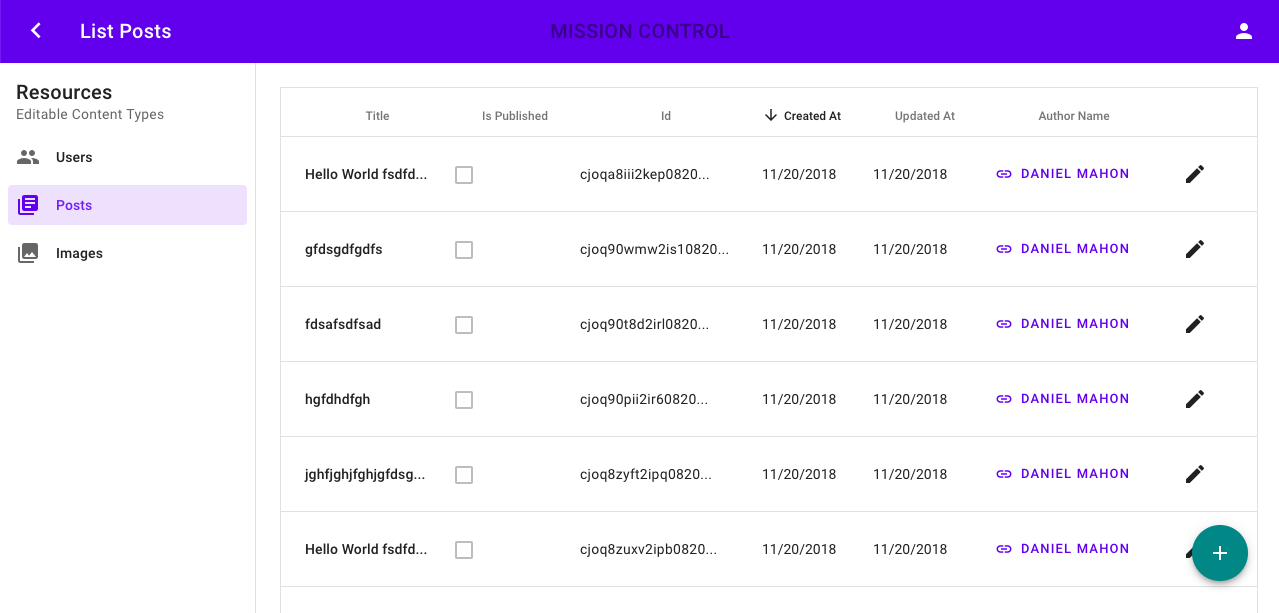 List Posts MISSION CONTROL
Resources
Editable Content Types
Users
Posts
Images
Title Is Published Id Created At Updated At Author Name
Hello World fsdfd... cjoqa8iii2kep0820... 11/20/2018 11/20/2018 DANIEL MAHON
gfdsgdfgdfs cjoq90wmw2is10820... 11/20/2018 11/20/2018 DANIEL MAHON
fdsafsdfsad cjoq90t8d2irl0820... 11/20/2018 11/20/2018 DANIEL MAHON
hgfdhdfgh cjoq90pii2ir60820... 11/20/2018 11/20/2018 DANIEL MAHON
jghfjghjfghjgfdsg... cjoq8zyft2ipq0820... 11/20/2018 11/20/2018 DANIEL MAHON
Hello World fsdfd... cjoq8zuxv2ipb0820... 11/20/2018 11/20/2018 DANIEL MAHON